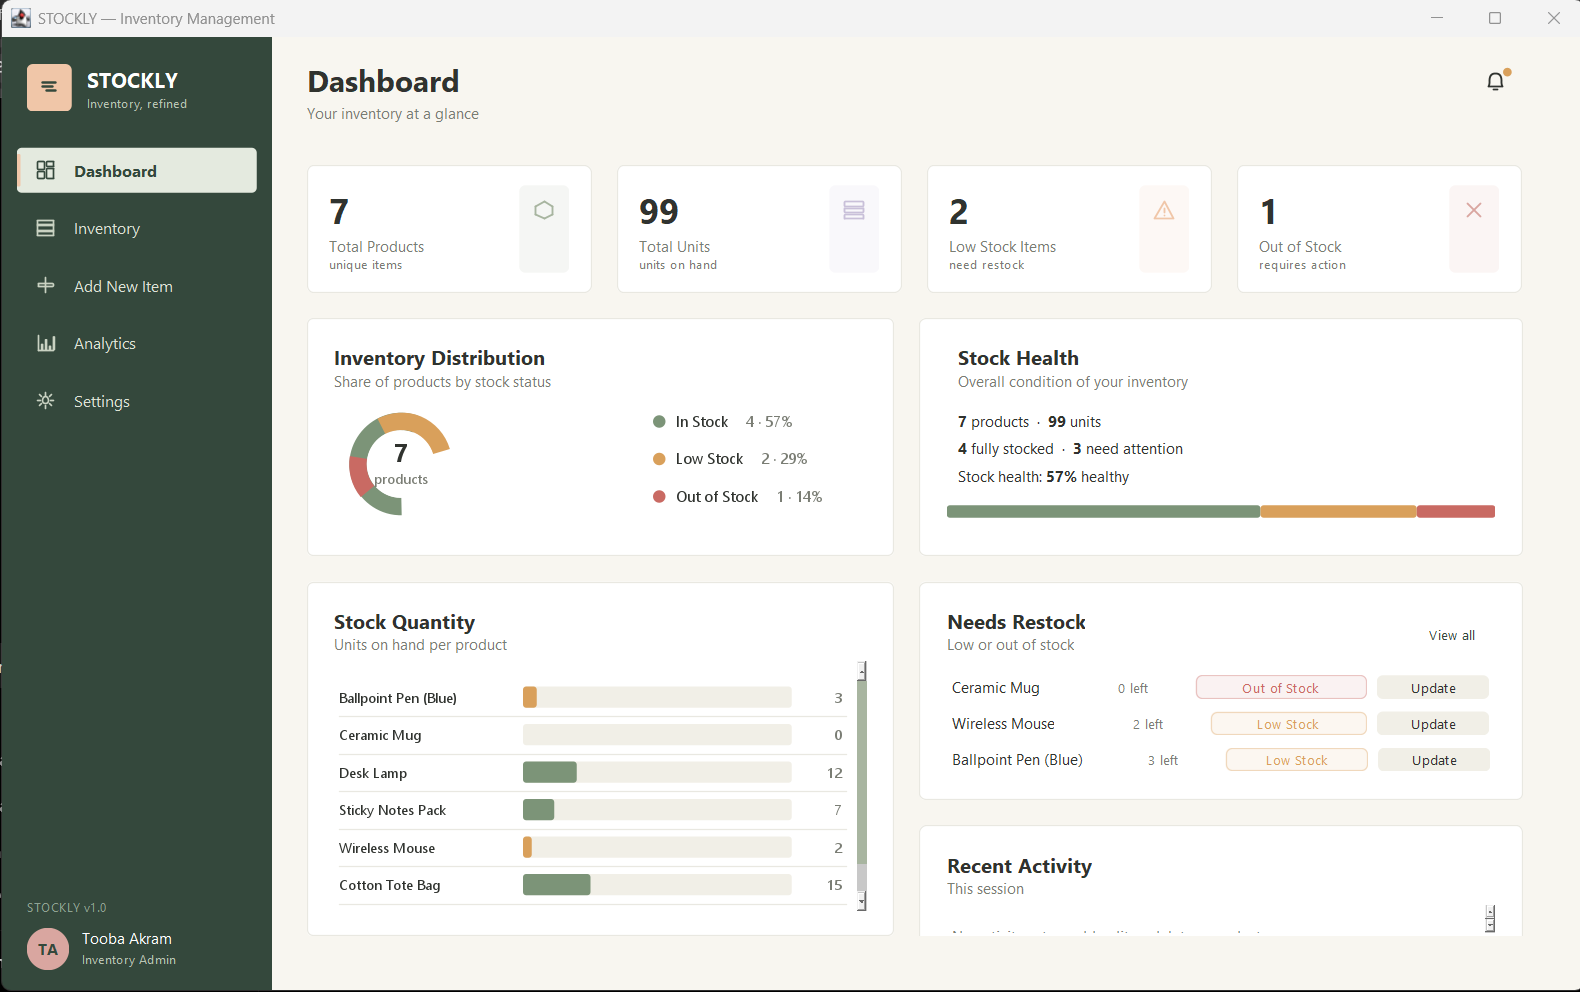 STOCKLY — Inventory Management
STOCKLY
Inventory, refined
Dashboard
Inventory
Add New Item
Analytics
Settings
STOCKLY v1.0
TA
Tooba Akram
Inventory Admin
Dashboard
Your inventory at a glance
7
Total Products
unique items
99
Total Units
units on hand
2
Low Stock Items
need restock
1
Out of Stock
requires action
Inventory Distribution
Share of products by stock status
7
products
In Stock 4 · 57%
Low Stock 2 · 29%
Out of Stock 1 · 14%
Stock Health
Overall condition of your inventory
7 products · 99 units
4 fully stocked · 3 need attention
Stock health: 57% healthy
Stock Quantity
Units on hand per product
Ballpoint Pen (Blue) 3
Ceramic Mug 0
Desk Lamp 12
Sticky Notes Pack 7
Wireless Mouse 2
Cotton Tote Bag 15
Needs Restock
Low or out of stock
View all
Ceramic Mug 0 left Out of Stock Update
Wireless Mouse 2 left Low Stock Update
Ballpoint Pen (Blue) 3 left Low Stock Update
Recent Activity
This session